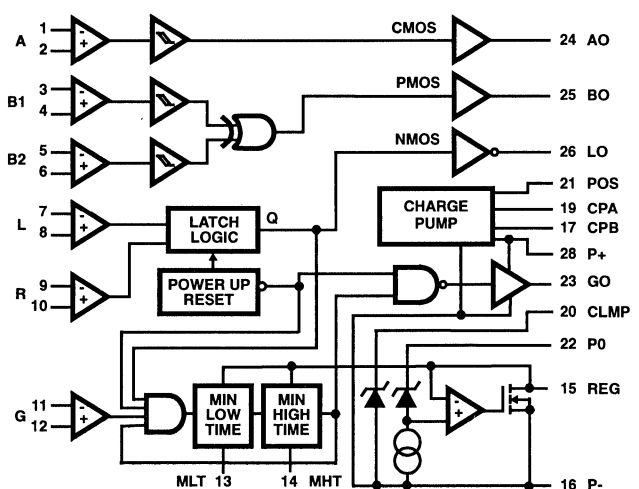 A 1 - + 2 CMOS 24 AO
B1 3 - + 4 PMOS 25 BO
B2 5 - + 6 NMOS 26 LO
21 POS
L 7 - + 8 LATCH LOGIC Q CHARGE PUMP 19 CPA
17 CPB
28 P+
R 9 - + 10 POWER UP RESET 23 GO
20 CLMP
22 P0
G 11 - + 12 MIN LOW TIME MIN HIGH TIME - + 15 REG
MLT 13 14 MHT 16 P-